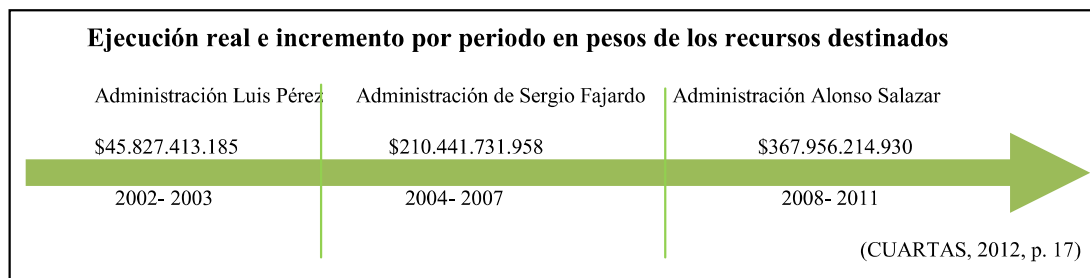 Ejecución real e incremento por periodo en pesos de los recursos destinados
Administración Luis Pérez Administración de Sergio Fajardo Administración Alonso Salazar
$45.827.413.185 $210.441.731.958 $367.956.214.930
2002- 2003 2004- 2007 2008- 2011
(CUARTAS, 2012, p. 17)